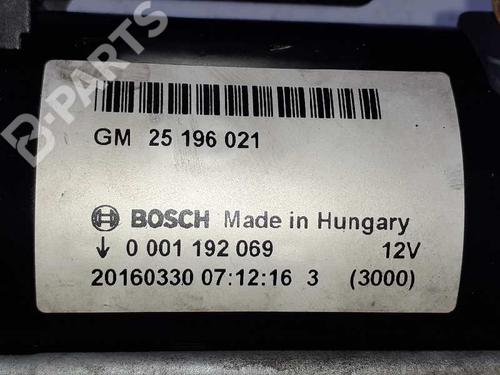 B-PARTS
GM 25 196 021
BOSCH Made in Hungary
↓ 0 001 192 069 12V
20160330 07:12:16 3 (3000)